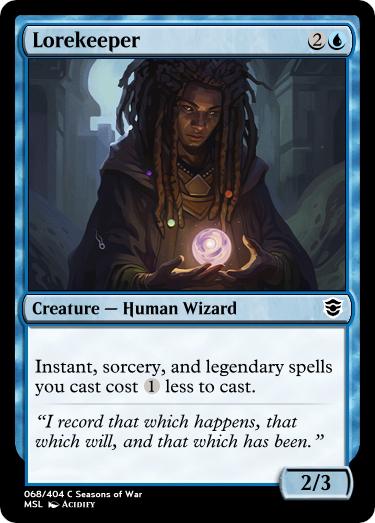 Lorekeeper 2
Creature — Human Wizard
Instant, sorcery, and legendary spells
you cast cost 1 less to cast.
“I record that which happens, that
which will, and that which has been.”
2/3
068/404 C Seasons of War
MSL Acidify